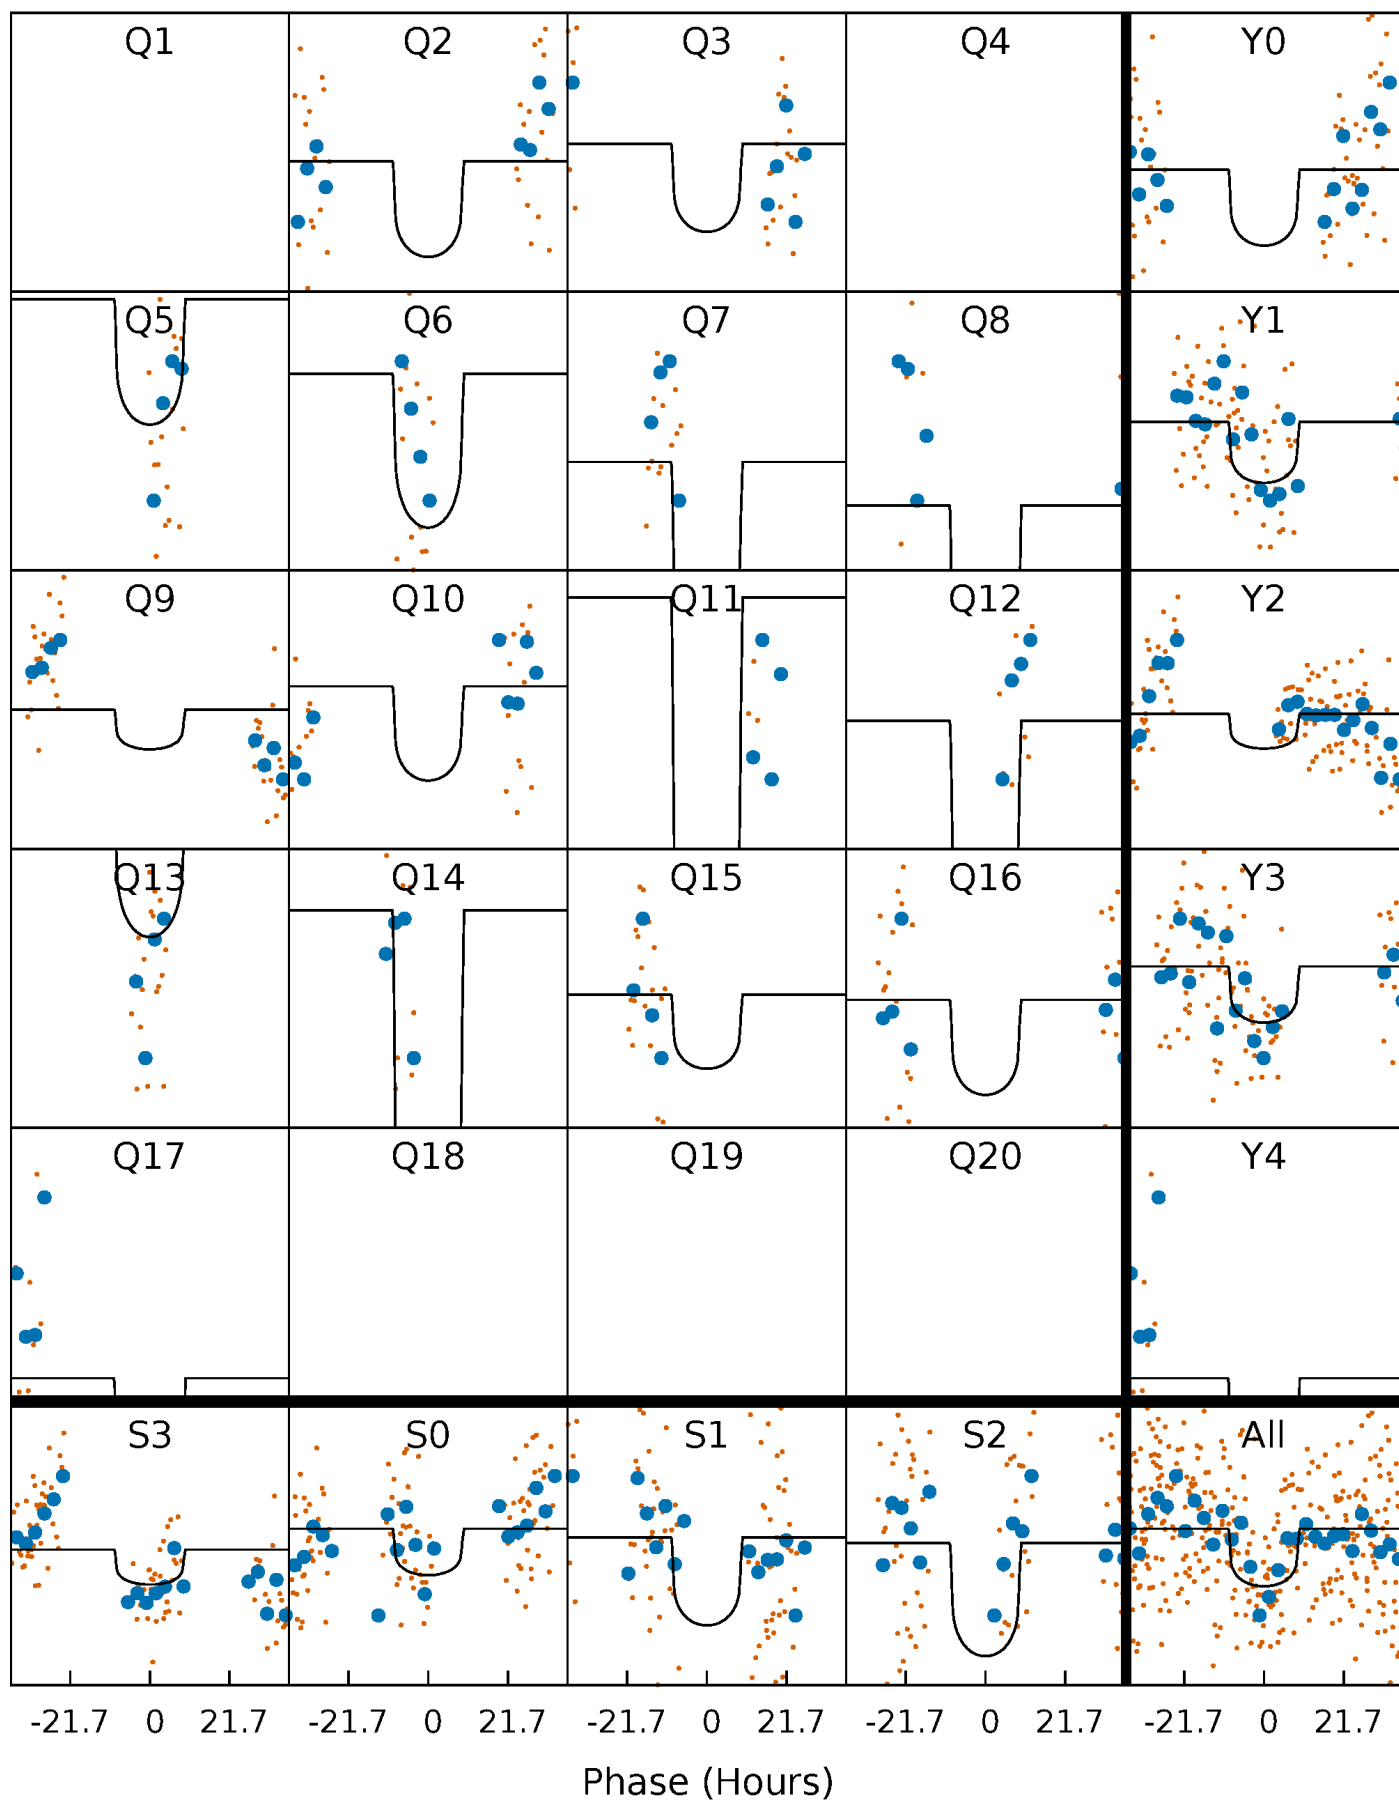 Q1 Q2 Q3 Q4 Y0
Q5 Q6 Q7 Q8 Y1
Q9 Q10 Q11 Q12 Y2
Q13 Q14 Q15 Q16 Y3
Q17 Q18 Q19 Q20 Y4
S3 S0 S1 S2 All
-21.7 0 21.7 -21.7 0 21.7 -21.7 0 21.7 -21.7 0 21.7 -21.7 0 21.7
Phase (Hours)